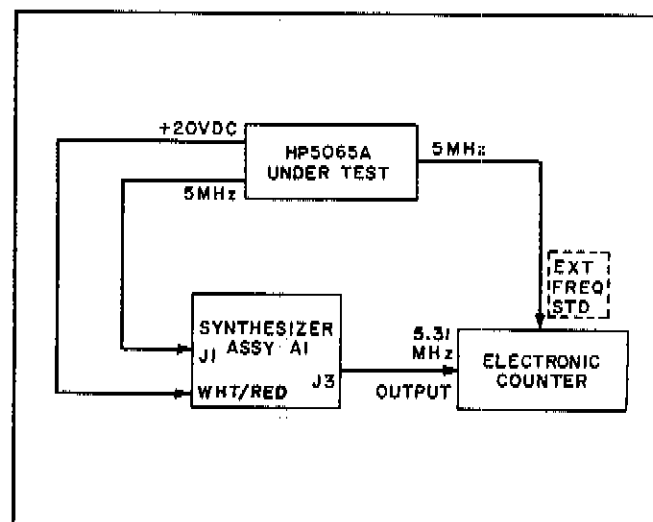 +20VDC
HP5065A
UNDER TEST
5MHz
5MHz
EXT
FREQ
STD
SYNTHESIZER
ASSY A1
J1
J3
WHT/RED
5.31
MHz
OUTPUT
ELECTRONIC
COUNTER